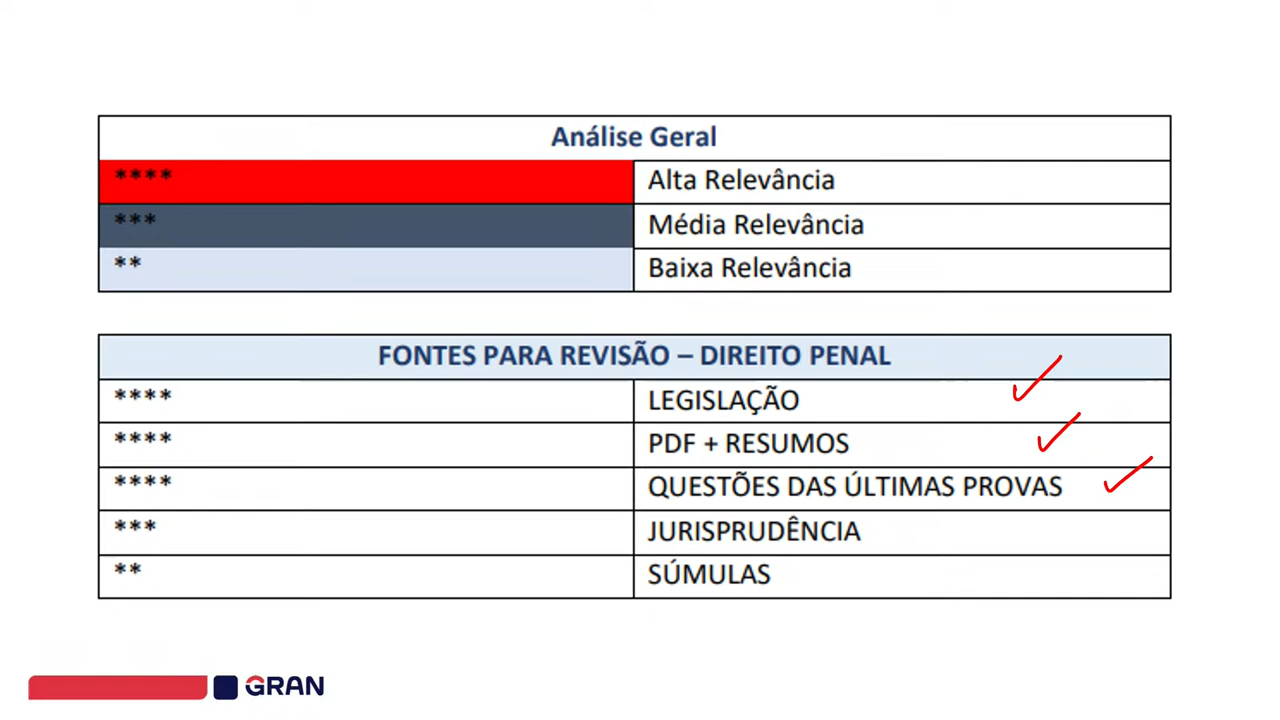 Análise Geral
**** Alta Relevância
*** Média Relevância
** Baixa Relevância
FONTES PARA REVISÃO – DIREITO PENAL
**** LEGISLAÇÃO
**** PDF + RESUMOS
**** QUESTÕES DAS ÚLTIMAS PROVAS
*** JURISPRUDÊNCIA
** SÚMULAS
GRAN